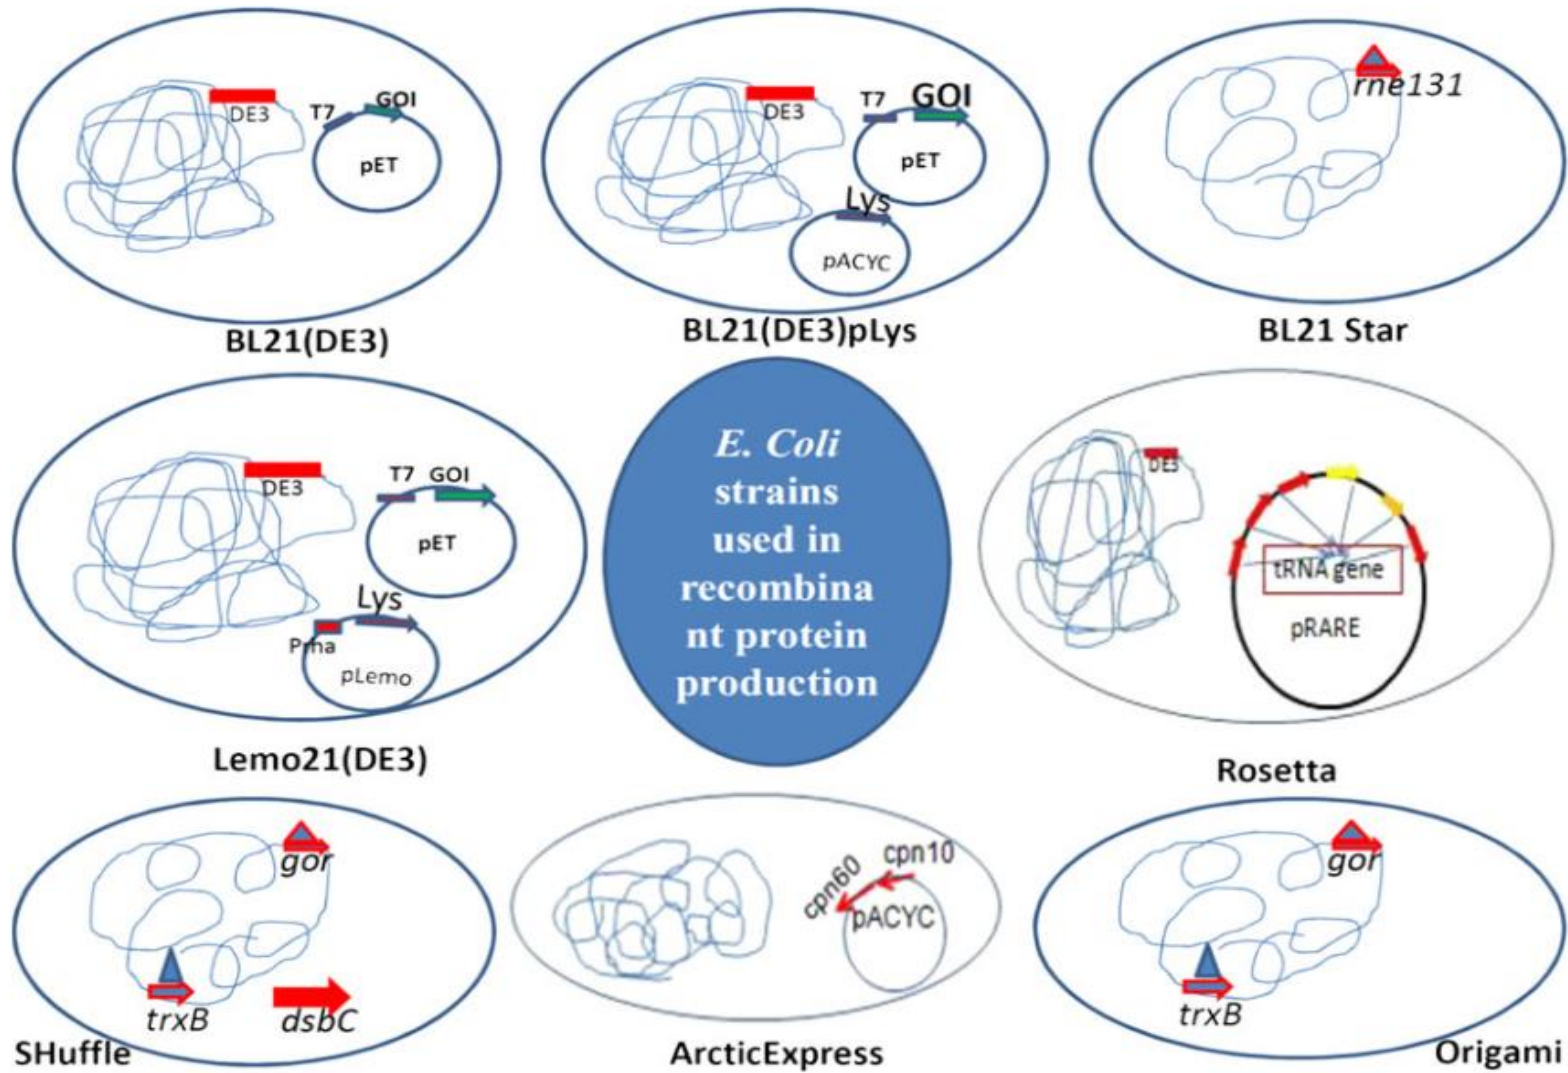 DE3
T7
GOI
pET
BL21(DE3)
DE3
T7
GOI
pET
Lys
pACYC
BL21(DE3)pLys
rne131
BL21 Star
DE3
T7 GOI
pET
Lys
Prha
pLemo
Lemo21(DE3)
E. Coli
strains
used in
recombina
nt protein
production
DE3
tRNA gene
pRARE
Rosetta
gor
trxB
dsbC
SHuffle
cpn60
cpn10
pACYC
ArcticExpress
gor
trxB
Origami